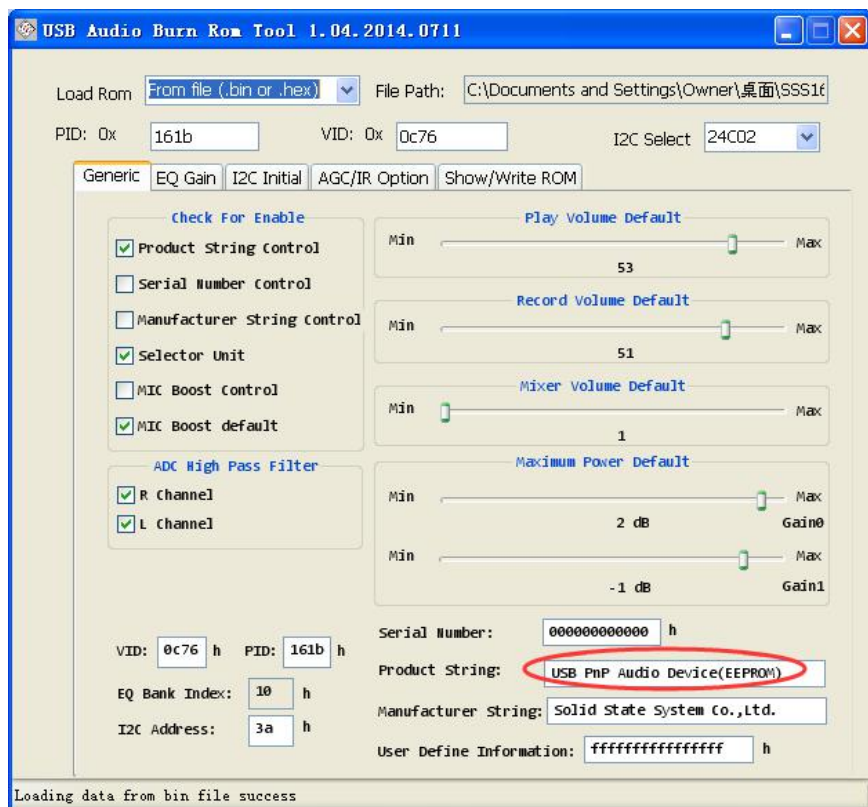 USB Audio Burn Rom Tool 1.04.2014.0711
Load Rom From file (.bin or .hex) File Path: C:\Documents and Settings\Owner\桌面\SSS16
PID: 0x 161b VID: 0x 0c76 I2C Select 24C02
Generic EQ Gain I2C Initial AGC/IR Option Show/Write ROM
Check For Enable
Product String Control
Serial Number Control
Manufacturer String Control
Selector Unit
MIC Boost Control
MIC Boost default
ADC High Pass Filter
R Channel
L Channel
Play Volume Default
Min Max
53
Record Volume Default
Min Max
51
Mixer Volume Default
Min Max
1
Maximum Power Default
Min Max
2 dB Gain0
Min Max
-1 dB Gain1
VID: 0c76 h PID: 161b h
EQ Bank Index: 10 h
I2C Address: 3a h
Serial Number: 000000000000 h
Product String: USB PnP Audio Device(EEPROM)
Manufacturer String: Solid State System Co.,Ltd.
User Define Information: ffffffffffffffff h
Loading data from bin file success